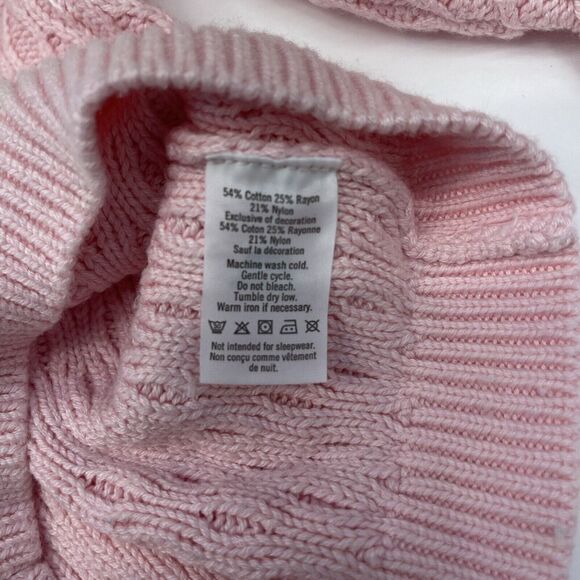 54% Cotton 25% Rayon
21% Nylon
Exclusive of decoration
54% Coton 25% Rayonne
21% Nylon
Sauf la décoration
Machine wash cold.
Gentle cycle.
Do not bleach.
Tumble dry low.
Warm iron if necessary.
Not intended for sleepwear.
Non conçu comme vêtement
de nuit.